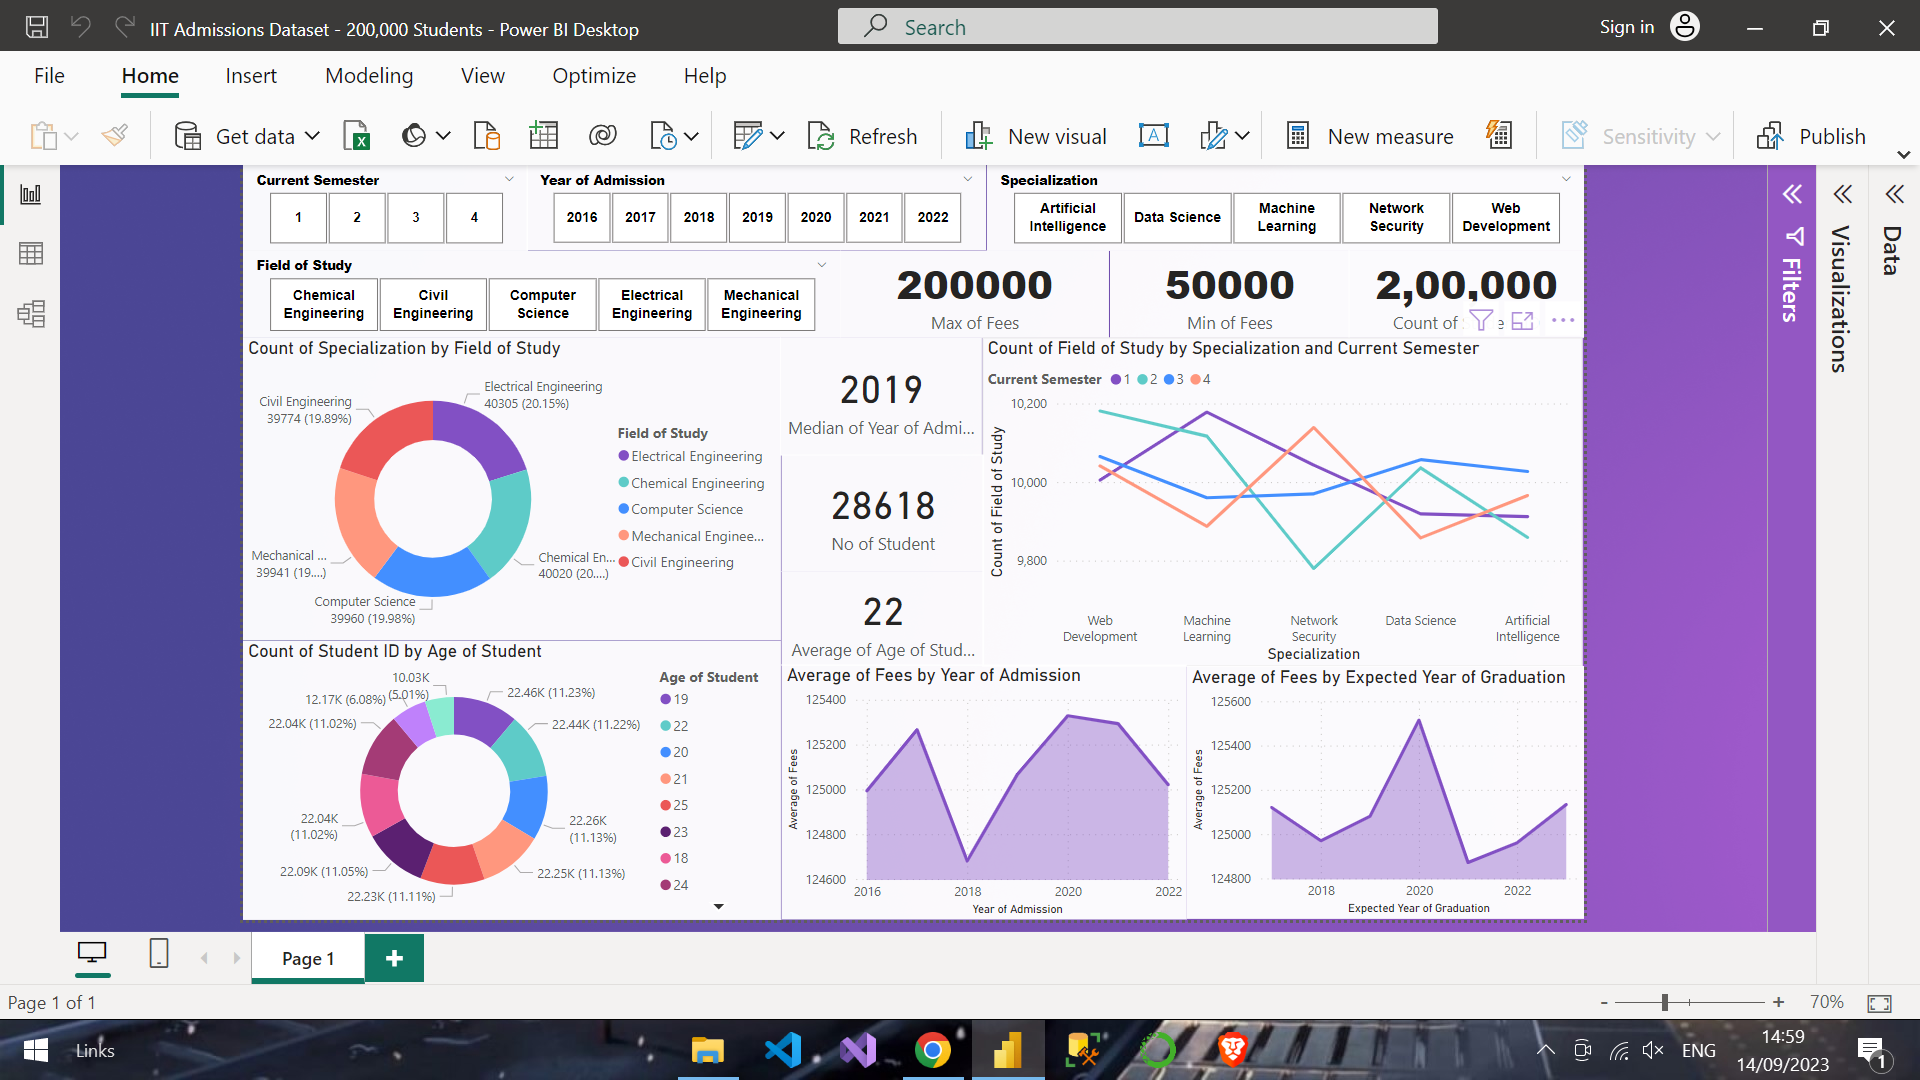 IIT Admissions Dataset - 200,000 Students - Power BI Desktop
Search
Sign in
File Home Insert Modeling View Optimize Help
Get data
Refresh
New visual
New measure
Sensitivity
Publish
Current Semester
1 2 3 4
Year of Admission
2016 2017 2018 2019 2020 2021 2022
Specialization
Artificial Intelligence
Data Science
Machine Learning
Network Security
Web Development
Field of Study
Chemical Engineering
Civil Engineering
Computer Science
Electrical Engineering
Mechanical Engineering
200000
Max of Fees
50000
Min of Fees
2,00,000
Count of
Filters
Visualizations
Data
Count of Specialization by Field of Study
Electrical Engineering
40305 (20.15%)
Civil Engineering
39774 (19.89%)
Mechanical ...
39941 (19....)
Chemical En...
40020 (20....)
Computer Science
39960 (19.98%)
Field of Study
Electrical Engineering
Chemical Engineering
Computer Science
Mechanical Enginee...
Civil Engineering
2019
Median of Year of Admi...
28618
No of Student
22
Average of Age of Stud...
Count of Field of Study by Specialization and Current Semester
Current Semester 1 2 3 4
Count of Field of Study
10,200
10,000
9,800
Web Development
Machine Learning
Network Security
Data Science
Artificial Intelligence
Specialization
Count of Student ID by Age of Student
10.03K
(5.01%)
12.17K (6.08%)
22.04K (11.02%)
22.04K
(11.02%)
22.09K (11.05%)
22.23K (11.11%)
22.46K (11.23%)
22.44K (11.22%)
22.26K
(11.13%)
22.25K (11.13%)
Age of Student
19
22
20
21
25
23
18
24
Average of Fees by Year of Admission
Average of Fees
125400
125200
125000
124800
124600
2016 2018 2020 2022
Year of Admission
Average of Fees by Expected Year of Graduation
Average of Fees
125600
125400
125200
125000
124800
2018 2020 2022
Expected Year of Graduation
Page 1
Page 1 of 1
- + 70%
Links
ENG
14:59
14/09/2023
1